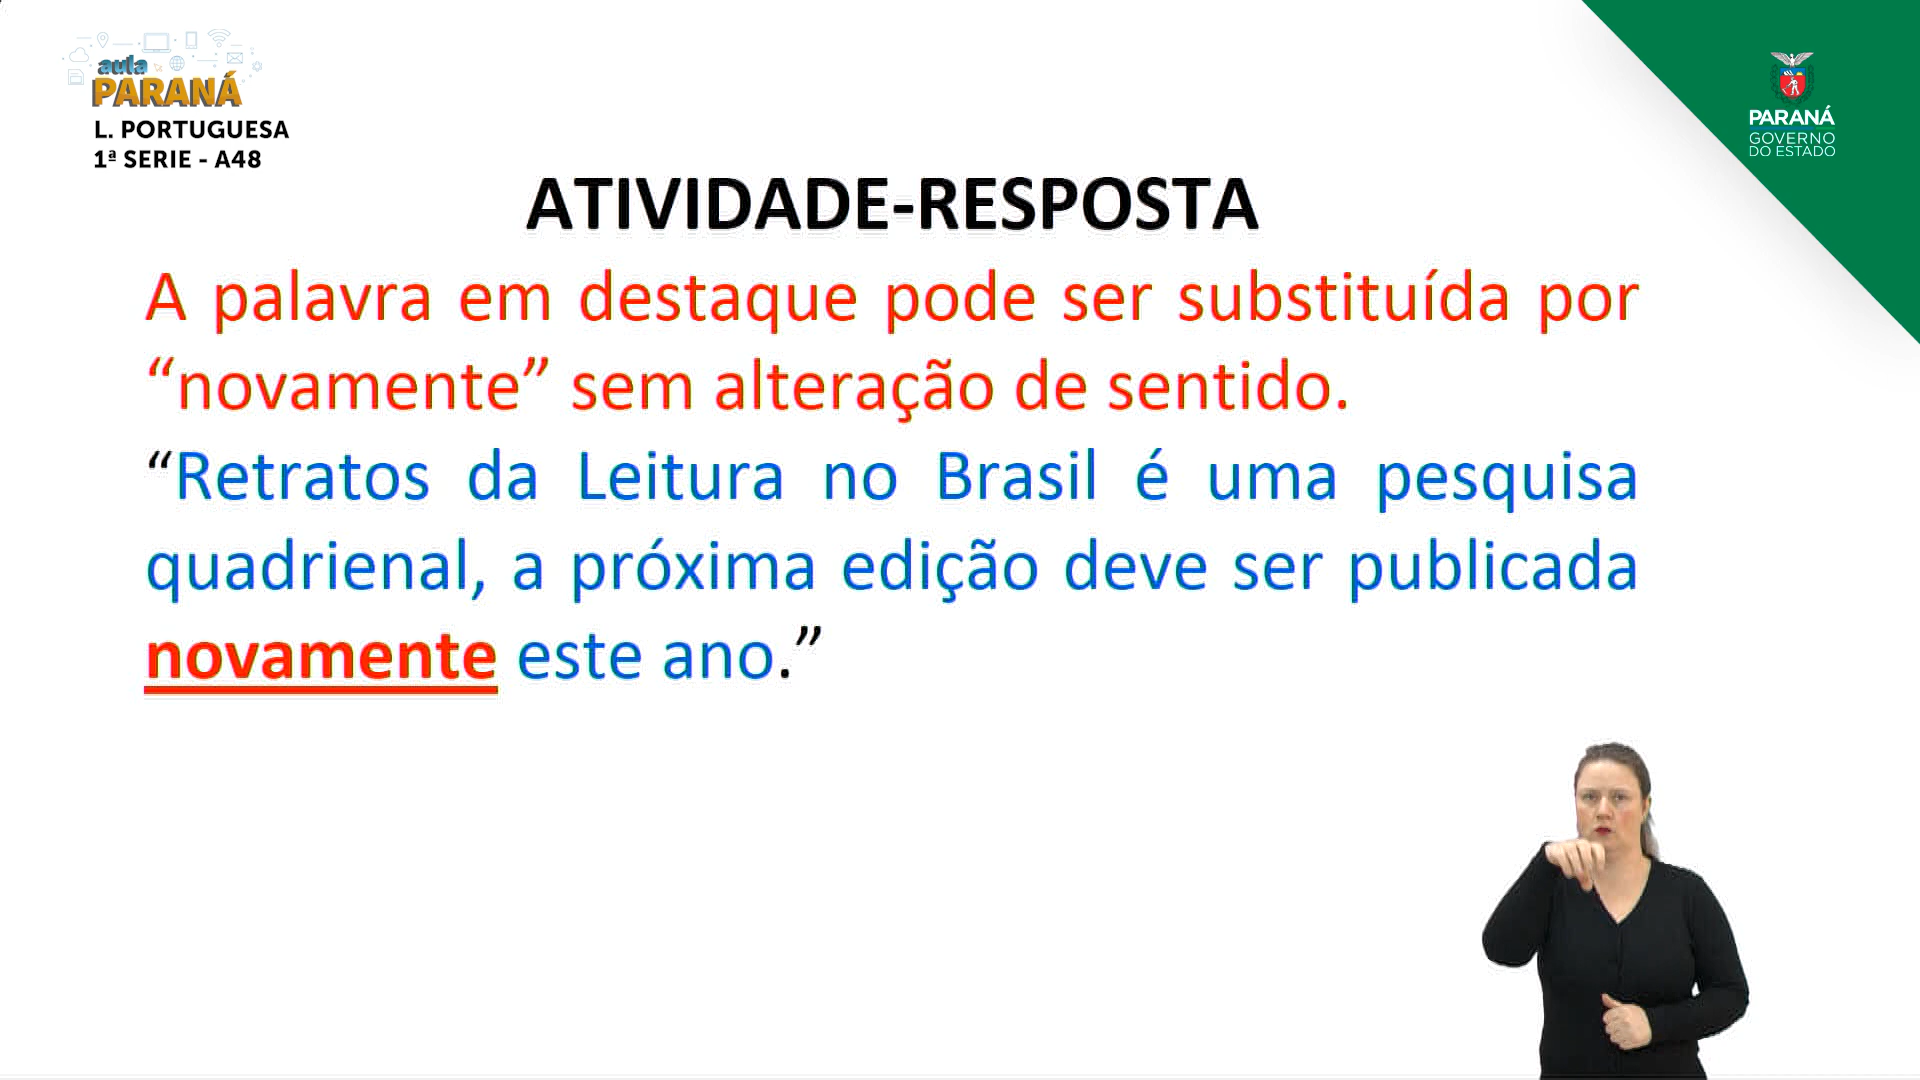 aula
PARANÁ
L. PORTUGUESA
1ª SERIE - A48
PARANÁ
GOVERNO
DO ESTADO
ATIVIDADE-RESPOSTA
A palavra em destaque pode ser substituída por
“novamente” sem alteração de sentido.
“Retratos da Leitura no Brasil é uma pesquisa
quadrienal, a próxima edição deve ser publicada
novamente este ano.”